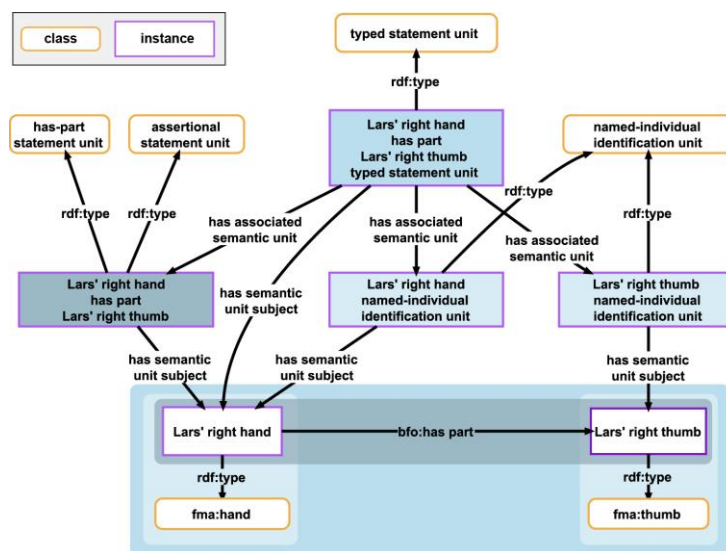 class
instance
typed statement unit
rdf:type
has-part
statement unit
assertional
statement unit
Lars' right hand
has part
Lars' right thumb
typed statement unit
named-individual
identification unit
rdf:type
rdf:type
rdf:type
rdf:type
has associated
semantic unit
has associated
semantic unit
has associated
semantic unit
Lars' right hand
has part
Lars' right thumb
has semantic
unit subject
Lars' right hand
named-individual
identification unit
Lars' right thumb
named-individual
identification unit
has semantic
unit subject
has semantic
unit subject
has semantic
unit subject
Lars' right hand
bfo:has part
Lars' right thumb
rdf:type
rdf:type
fma:hand
fma:thumb